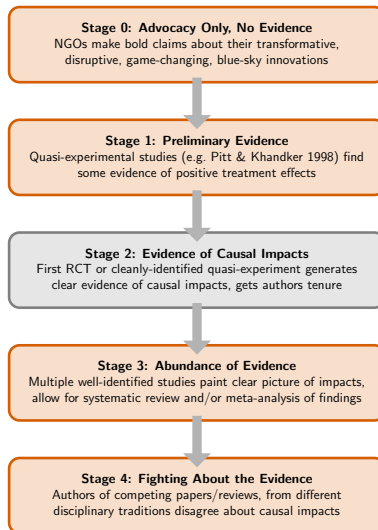 Stage 0: Advocacy Only, No Evidence
NGOs make bold claims about their transformative,
disruptive, game-changing, blue-sky innovations
Stage 1: Preliminary Evidence
Quasi-experimental studies (e.g. Pitt & Khandker 1998) find
some evidence of positive treatment effects
Stage 2: Evidence of Causal Impacts
First RCT or cleanly-identified quasi-experiment generates
clear evidence of causal impacts, gets authors tenure
Stage 3: Abundance of Evidence
Multiple well-identified studies paint clear picture of impacts,
allow for systematic review and/or meta-analysis of findings
Stage 4: Fighting About the Evidence
Authors of competing papers/reviews, from different
disciplinary traditions disagree about causal impacts